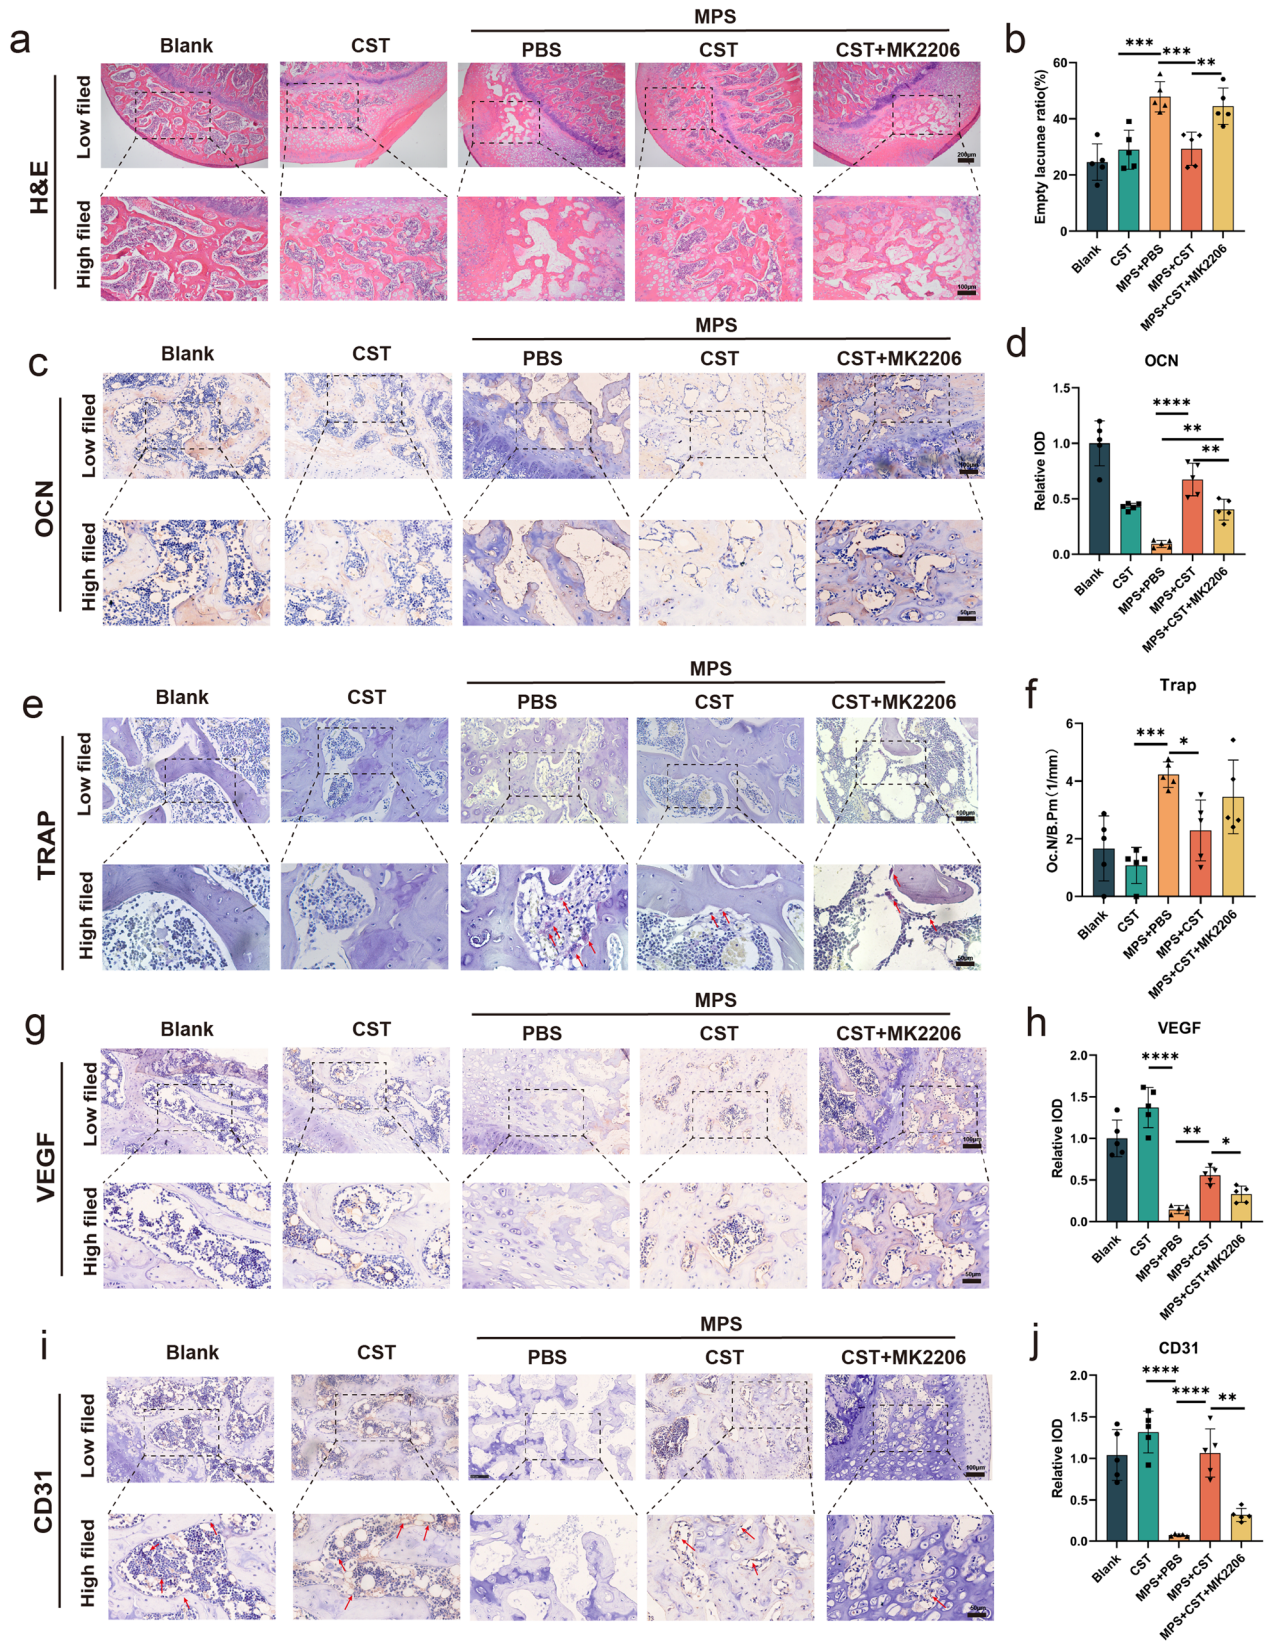 a
MPS
Blank
CST
PBS
CST
CST+MK2206
H&E
Low filed
High filed
200μm
100μm
b
Empty lacunae ratio(%)
60
40
20
0
***
***
**
Blank
CST
MPS+PBS
MPS+CST
MPS+CST+MK2206
c
MPS
Blank
CST
PBS
CST
CST+MK2206
OCN
Low filed
High filed
50μm
d
OCN
Relative IOD
1.5
1.0
0.5
0.0
****
**
**
Blank
CST
MPS+PBS
MPS+CST
MPS+CST+MK2206
e
MPS
Blank
CST
PBS
CST
CST+MK2206
TRAP
Low filed
High filed
100μm
50μm
f
Trap
Oc.N/B.Pm (1/mm)
6
4
2
0
***
*
Blank
CST
MPS+PBS
MPS+CST
MPS+CST+MK2206
g
MPS
Blank
CST
PBS
CST
CST+MK2206
VEGF
Low filed
High filed
100μm
50μm
h
VEGF
Relative IOD
2.0
1.5
1.0
0.5
0.0
****
**
*
Blank
CST
MPS+PBS
MPS+CST
MPS+CST+MK2206
i
MPS
Blank
CST
PBS
CST
CST+MK2206
CD31
Low filed
High filed
100μm
50μm
j
CD31
Relative IOD
2.0
1.5
1.0
0.5
0.0
****
****
**
Blank
CST
MPS+PBS
MPS+CST
MPS+CST+MK2206